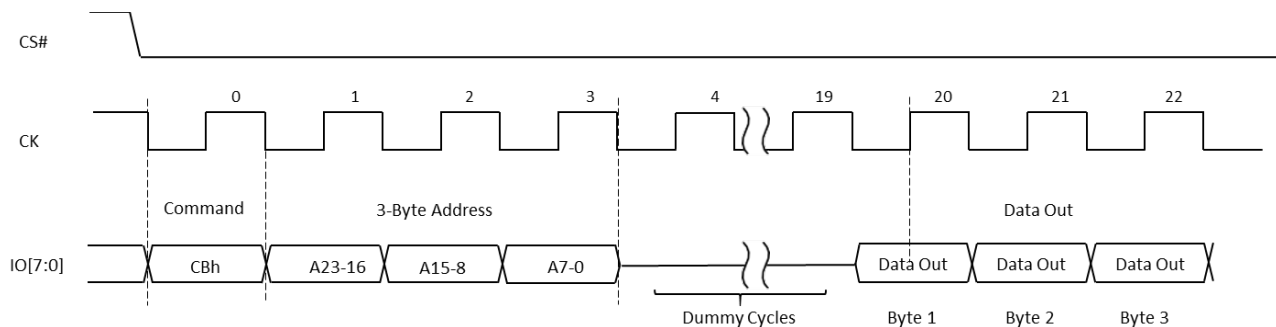 CS#
0 1 2 3 4 19 20 21 22
CK
Command 3-Byte Address Data Out
IO[7:0] CBh A23-16 A15-8 A7-0 Data Out Data Out Data Out
Dummy Cycles Byte 1 Byte 2 Byte 3